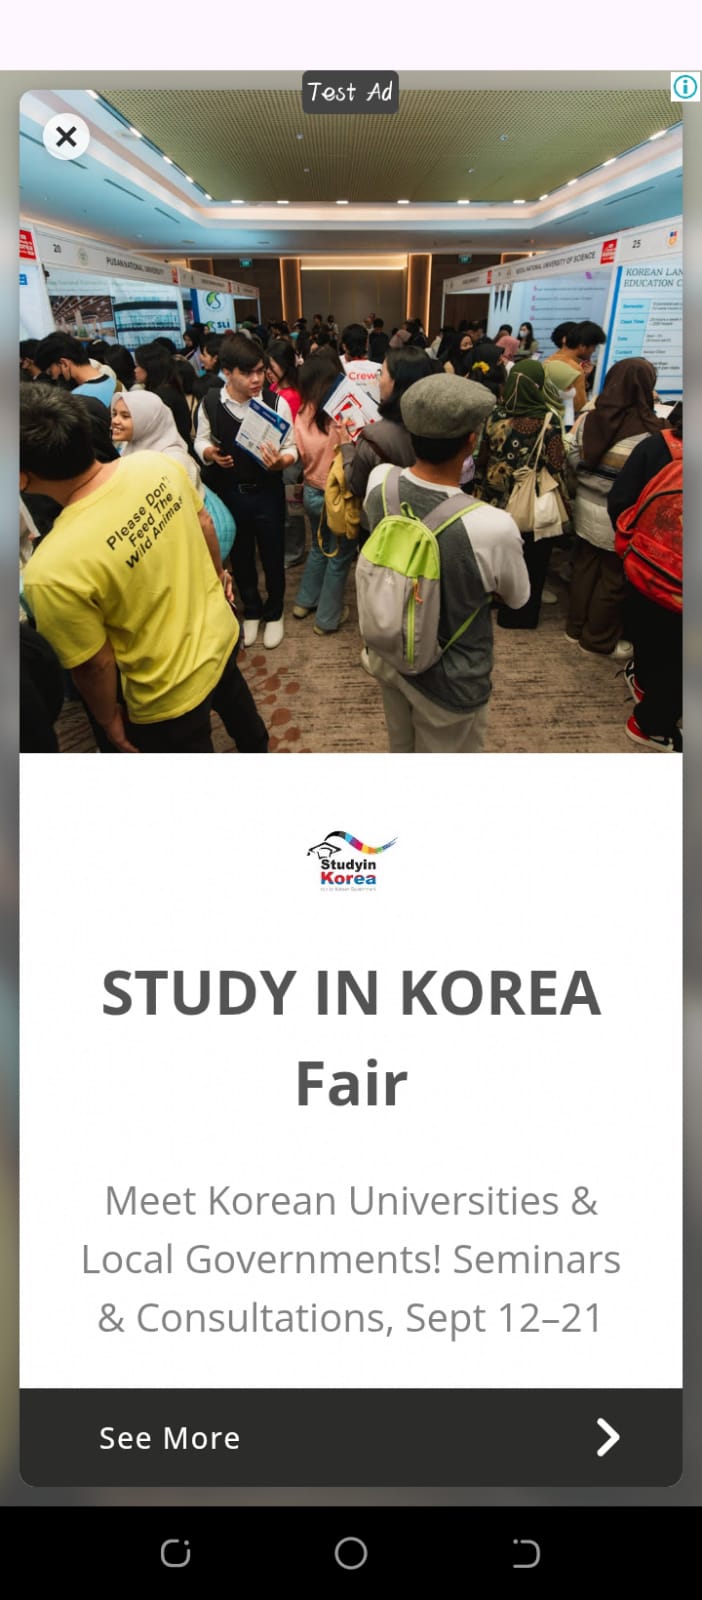 Test Ad
20
PUSAN NATIONAL UNIVERSITY
SEOUL NATIONAL UNIVERSITY OF SCIENCE
25
KOREAN LAN
EDUCATION C
SLI
Crew
Please Don't
Feed The
Wild Animas
Studyin
Korea
STUDY IN KOREA
Fair
Meet Korean Universities &
Local Governments! Seminars
& Consultations, Sept 12–21
See More